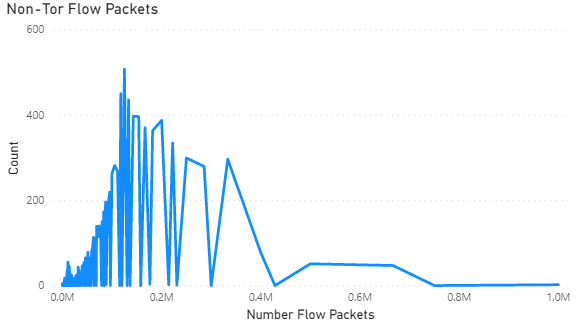 Non-Tor Flow Packets
600
400
200
0
Count
0.0M 0.2M 0.4M 0.6M 0.8M 1.0M
Number Flow Packets